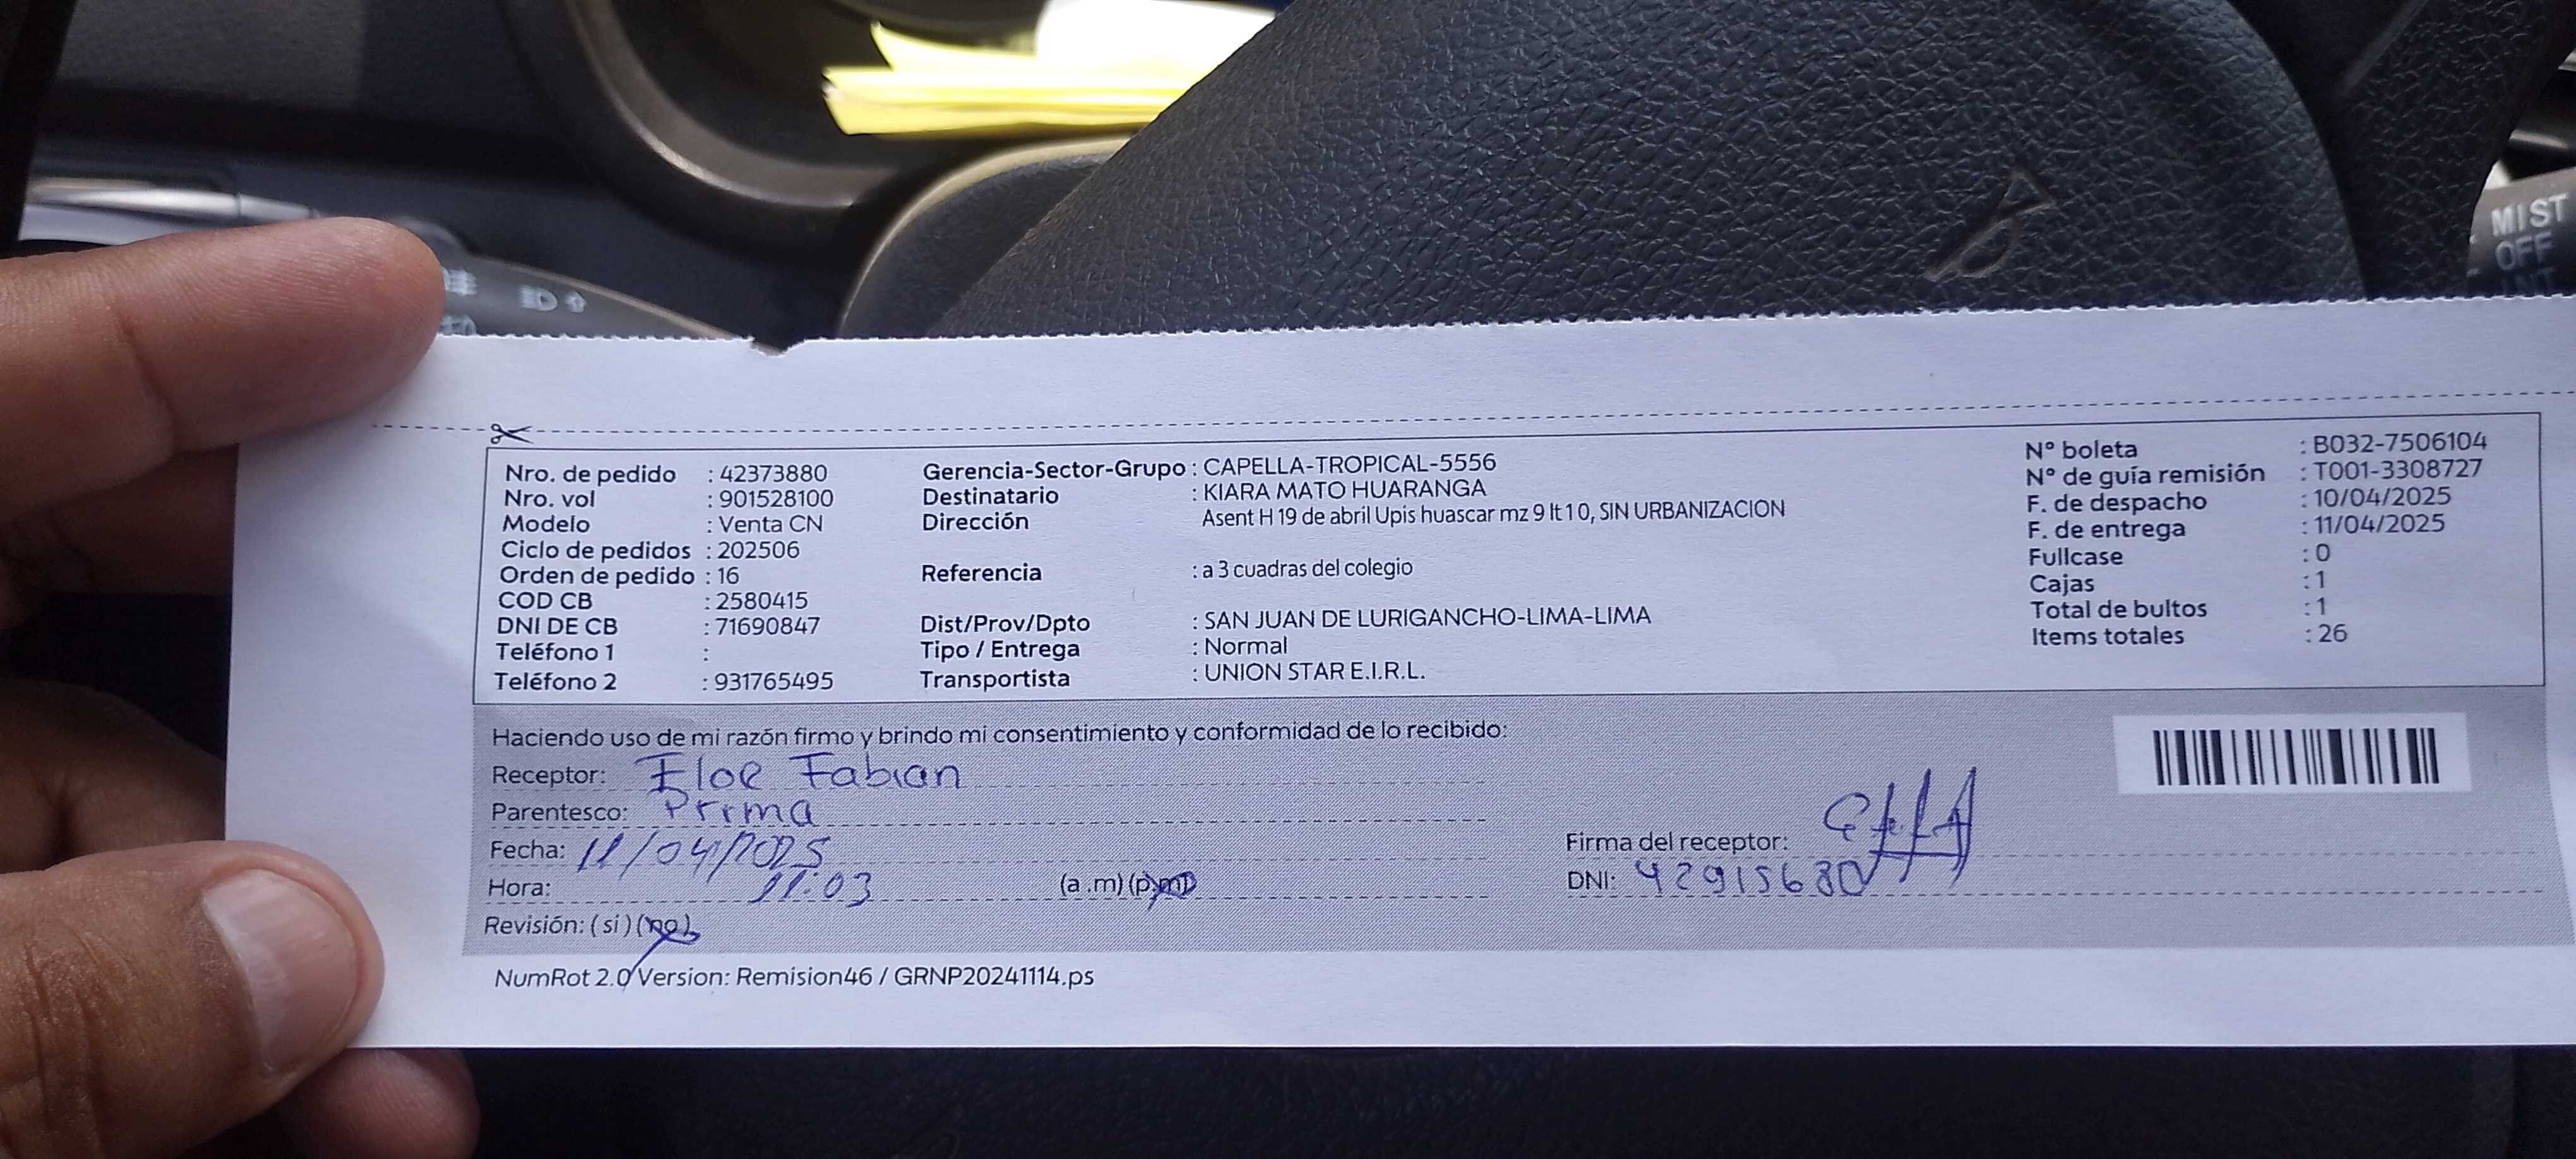 MIST
OFF
Nro. de pedido : 42373880
Nro. vol : 901528100
Modelo : Venta CN
Ciclo de pedidos : 202506
Orden de pedido : 16
COD CB : 2580415
DNI DE CB : 71690847
Teléfono 1 :
Teléfono 2 : 931765495
Gerencia-Sector-Grupo : CAPELLA-TROPICAL-5556
Destinatario : KIARA MATO HUARANGA
Dirección Asent H 19 de abril Upis huascar mz 9 lt 1 0, SIN URBANIZACION
Referencia : a 3 cuadras del colegio
Dist/Prov/Dpto : SAN JUAN DE LURIGANCHO-LIMA-LIMA
Tipo / Entrega : Normal
Transportista : UNION STAR E.I.R.L.
N° boleta : B032-7506104
N° de guía remisión : T001-3308727
F. de despacho : 10/04/2025
F. de entrega : 11/04/2025
Fullcase : 0
Cajas : 1
Total de bultos : 1
Items totales : 26
Haciendo uso de mi razón firmo y brindo mi consentimiento y conformidad de lo recibido:
Receptor: Floe Fabian
Parentesco: Prima
Fecha: 11/04/2025
Hora: 11:03 (a .m) (p.m)
Revisión: ( si ) (no)
Firma del receptor:
DNI: 42915680
NumRot 2.0 Version: Remision46 / GRNP20241114.ps